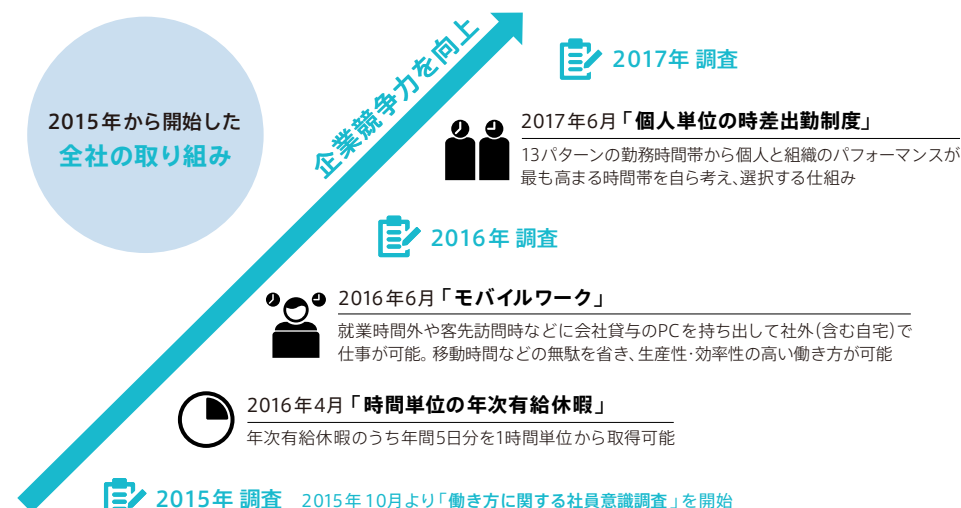 2015年から開始した
全社の取り組み
企業競争力を向上
2017年 調査
2017年6月「個人単位の時差出勤制度」
13パターンの勤務時間帯から個人と組織のパフォーマンスが
最も高まる時間帯を自ら考え、選択する仕組み
2016年 調査
2016年6月「モバイルワーク」
就業時間外や客先訪問時などに会社貸与のPCを持ち出して社外(含む自宅)で
仕事が可能。移動時間などの無駄を省き、生産性・効率性の高い働き方が可能
2016年4月「時間単位の年次有給休暇」
年次有給休暇のうち年間5日分を1時間単位から取得可能
2015年 調査 2015年10月より「働き方に関する社員意識調査」を開始